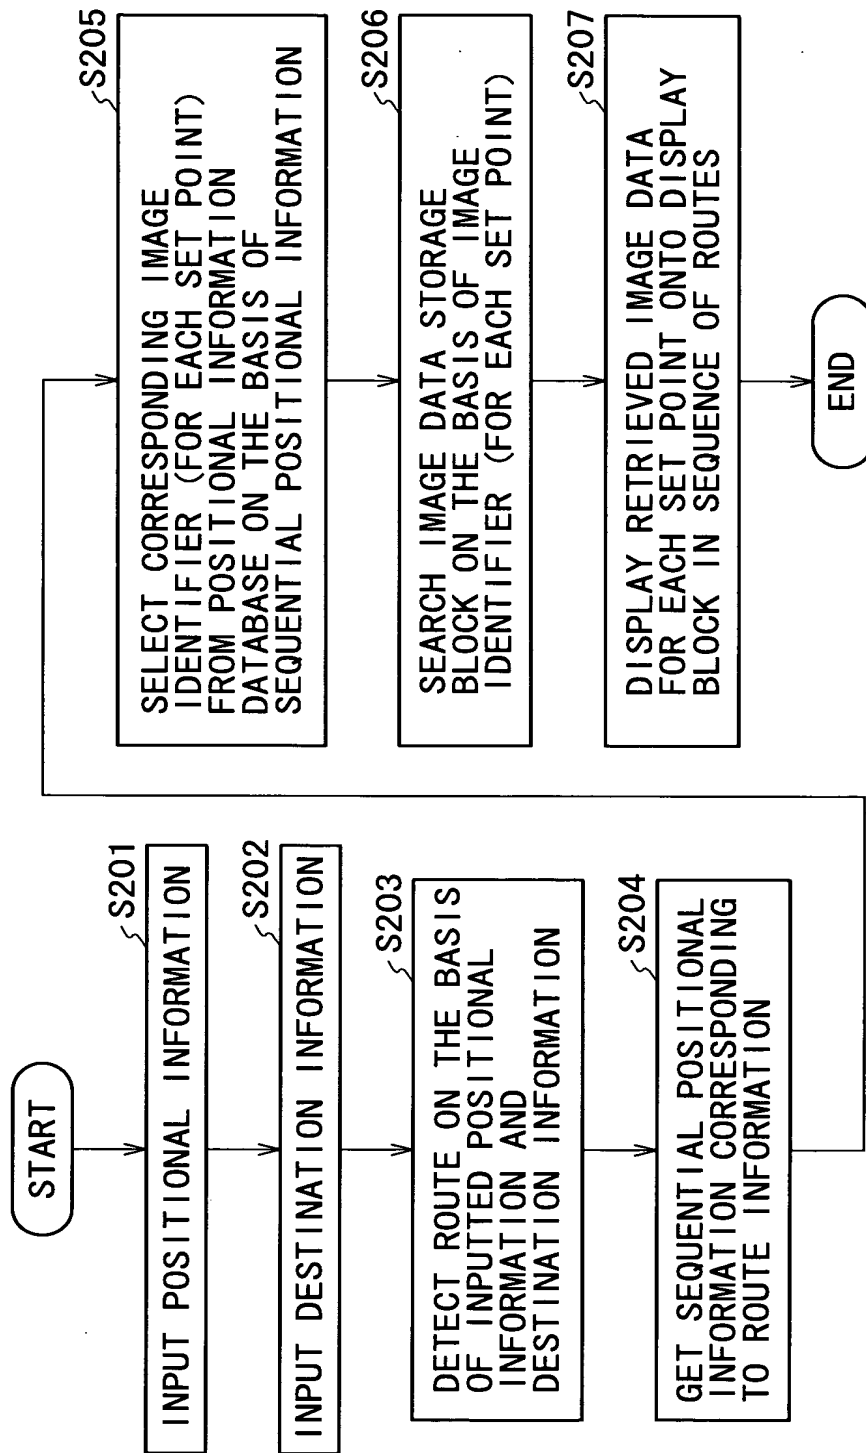 START
S201
INPUT POSITIONAL INFORMATION
S202
INPUT DESTINATION INFORMATION
S203
DETECT ROUTE ON THE BASIS
OF INPUTTED POSITIONAL
INFORMATION AND
DESTINATION INFORMATION
S204
GET SEQUENTIAL POSITIONAL
INFORMATION CORRESPONDING
TO ROUTE INFORMATION
S205
SELECT CORRESPONDING IMAGE
IDENTIFIER (FOR EACH SET POINT)
FROM POSITIONAL INFORMATION
DATABASE ON THE BASIS OF
SEQUENTIAL POSITIONAL INFORMATION
S206
SEARCH IMAGE DATA STORAGE
BLOCK ON THE BASIS OF IMAGE
IDENTIFIER (FOR EACH SET POINT)
S207
DISPLAY RETRIEVED IMAGE DATA
FOR EACH SET POINT ONTO DISPLAY
BLOCK IN SEQUENCE OF ROUTES
END